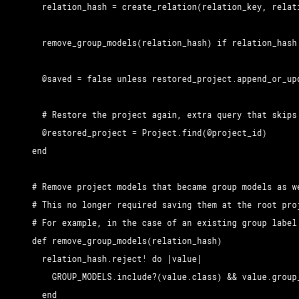 relation_hash = create_relation(relation_key, relati
remove_group_models(relation_hash) if relation_hash
@saved = false unless restored_project.append_or_upd
# Restore the project again, extra query that skips
@restored_project = Project.find(@project_id)
end
# Remove project models that became group models as we
# This no longer required saving them at the root proj
# For example, in the case of an existing group label
def remove_group_models(relation_hash)
relation_hash.reject! do |value|
GROUP_MODELS.include?(value.class) && value.group_
end